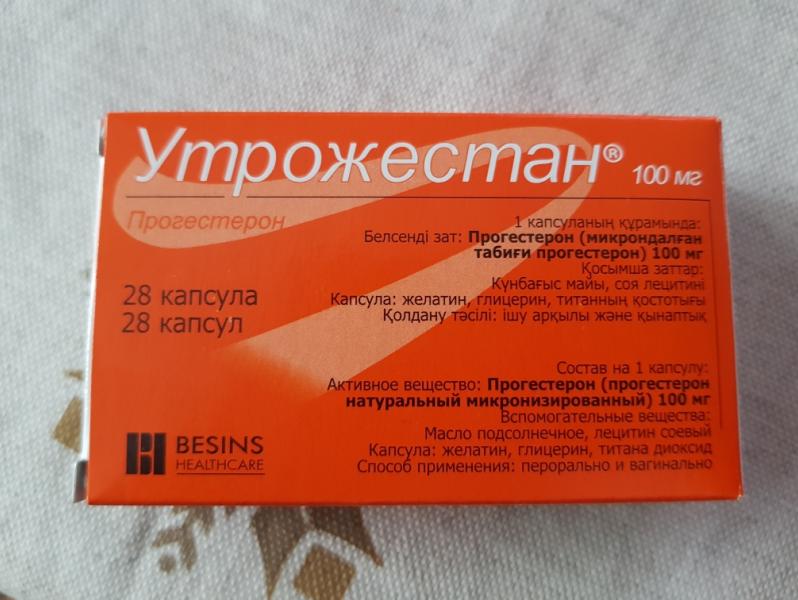 Утрожестан® 100 мг
Прогестерон
1 капсуланың құрамында:
Белсенді зат: Прогестерон (микрондалған
табиғи прогестерон) 100 мг
Қосымша заттар:
Күнбағыс майы, соя лецитині
Капсула: желатин, глицерин, титанның қостотығы
Қолдану тәсілі: ішу арқылы және қынаптық
28 капсула
28 капсул
Состав на 1 капсулу:
Активное вещество: Прогестерон (прогестерон
натуральный микронизированный) 100 мг
Вспомогательные вещества:
Масло подсолнечное, лецитин соевый
Капсула: желатин, глицерин, титана диоксид
Способ применения: перорально и вагинально
BESINS
HEALTHCARE